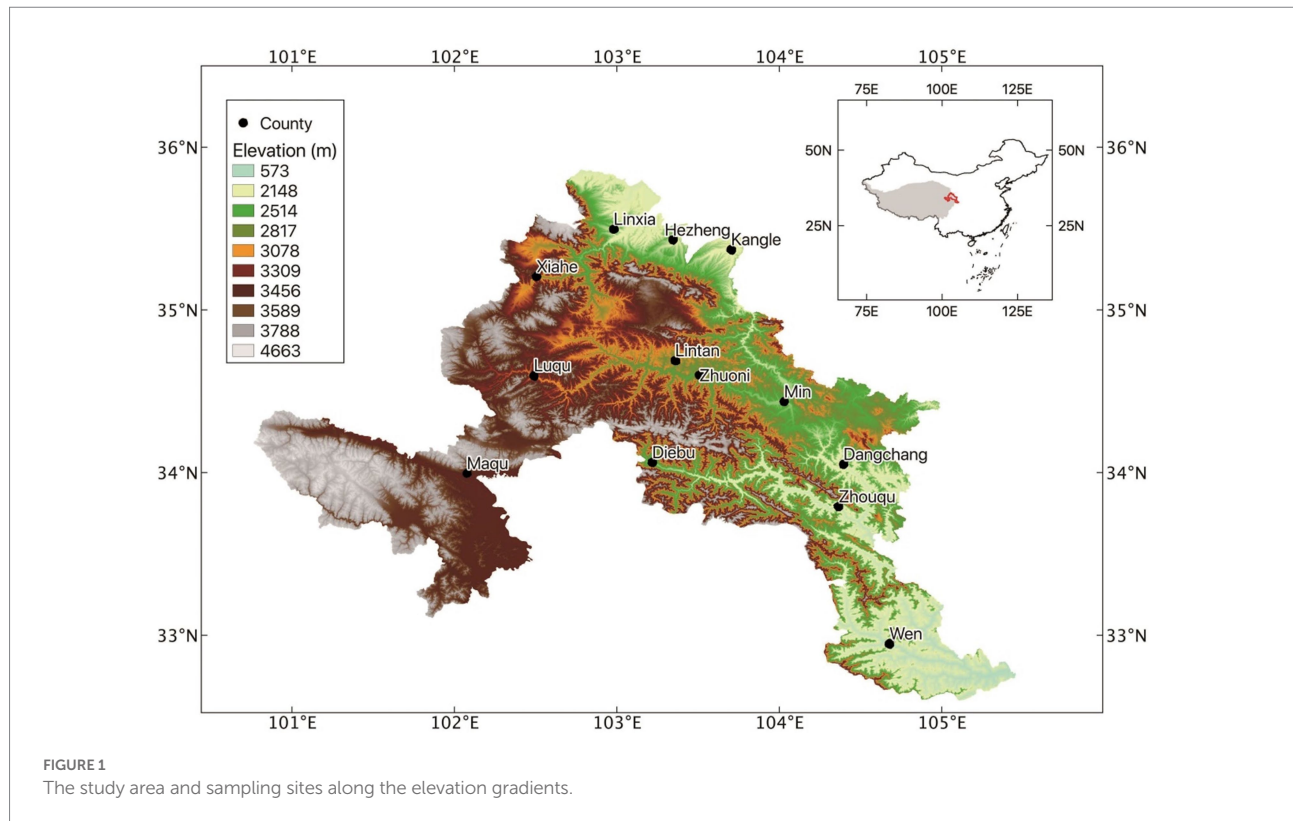 101°E 102°E 103°E 104°E 105°E
36°N
35°N
34°N
33°N
36°N
35°N
34°N
33°N
County
Elevation (m)
573
2148
2514
2817
3078
3309
3456
3589
3788
4663
75E 100E 125E
50N 50N
25N 25N
75E 100E 125E
Linxia
Hezheng
Kangle
Xiahe
Lintan
Luqu
Zhuoni
Min
Diebu
Dangchang
Maqu
Zhouqu
Wen
101°E 102°E 103°E 104°E 105°E
FIGURE 1
The study area and sampling sites along the elevation gradients.